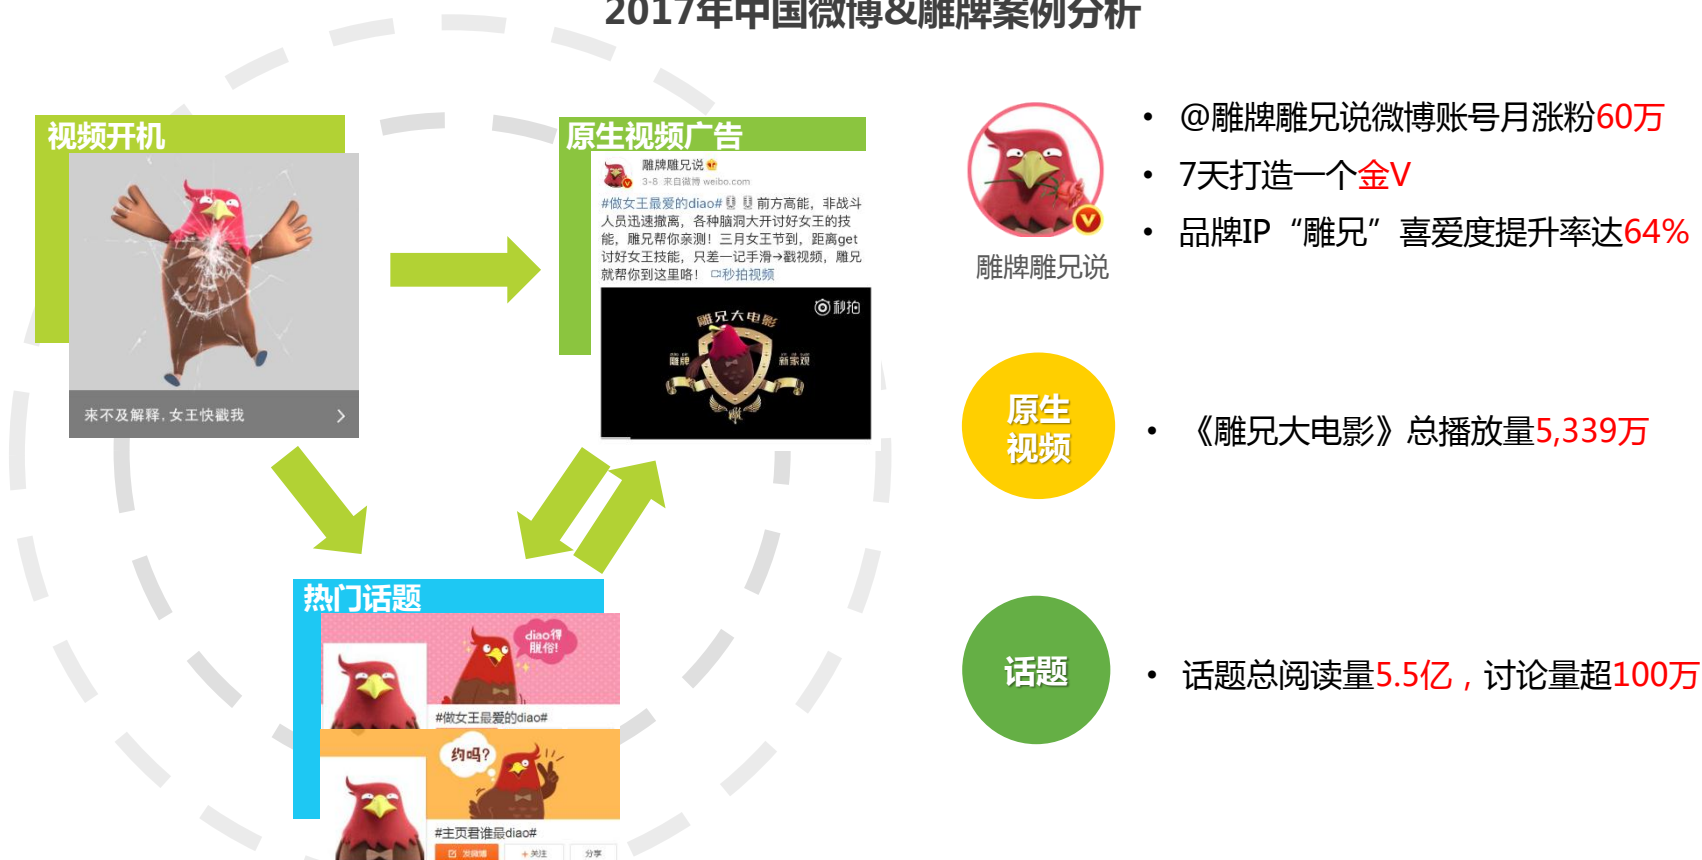 2017年中国微博&雕牌案例分析
视频开机
来不及解释,女王快戳我
原生视频广告
雕牌雕兄说
3-8 来自微博 weibo.com
#做女王最爱的diao# 前方高能，非战斗
人员迅速撤离，各种脑洞大开讨好女王的技
能，雕兄帮你亲测！三月女王节到，距离get
讨好女王技能，只差一记手滑→戳视频，雕兄
就帮你到这里咯！ 秒拍视频
秒拍
雕兄大电影
雕牌
新家观
热门话题
diao得
脱俗!
#做女王最爱的diao#
约吗?
#主页君谁最diao#
发微博
+关注
分享
雕牌雕兄说
• @雕牌雕兄说微博账号月涨粉60万
• 7天打造一个金V
• 品牌IP“雕兄”喜爱度提升率达64%
原生
视频
• 《雕兄大电影》总播放量5,339万
话题
• 话题总阅读量5.5亿，讨论量超100万